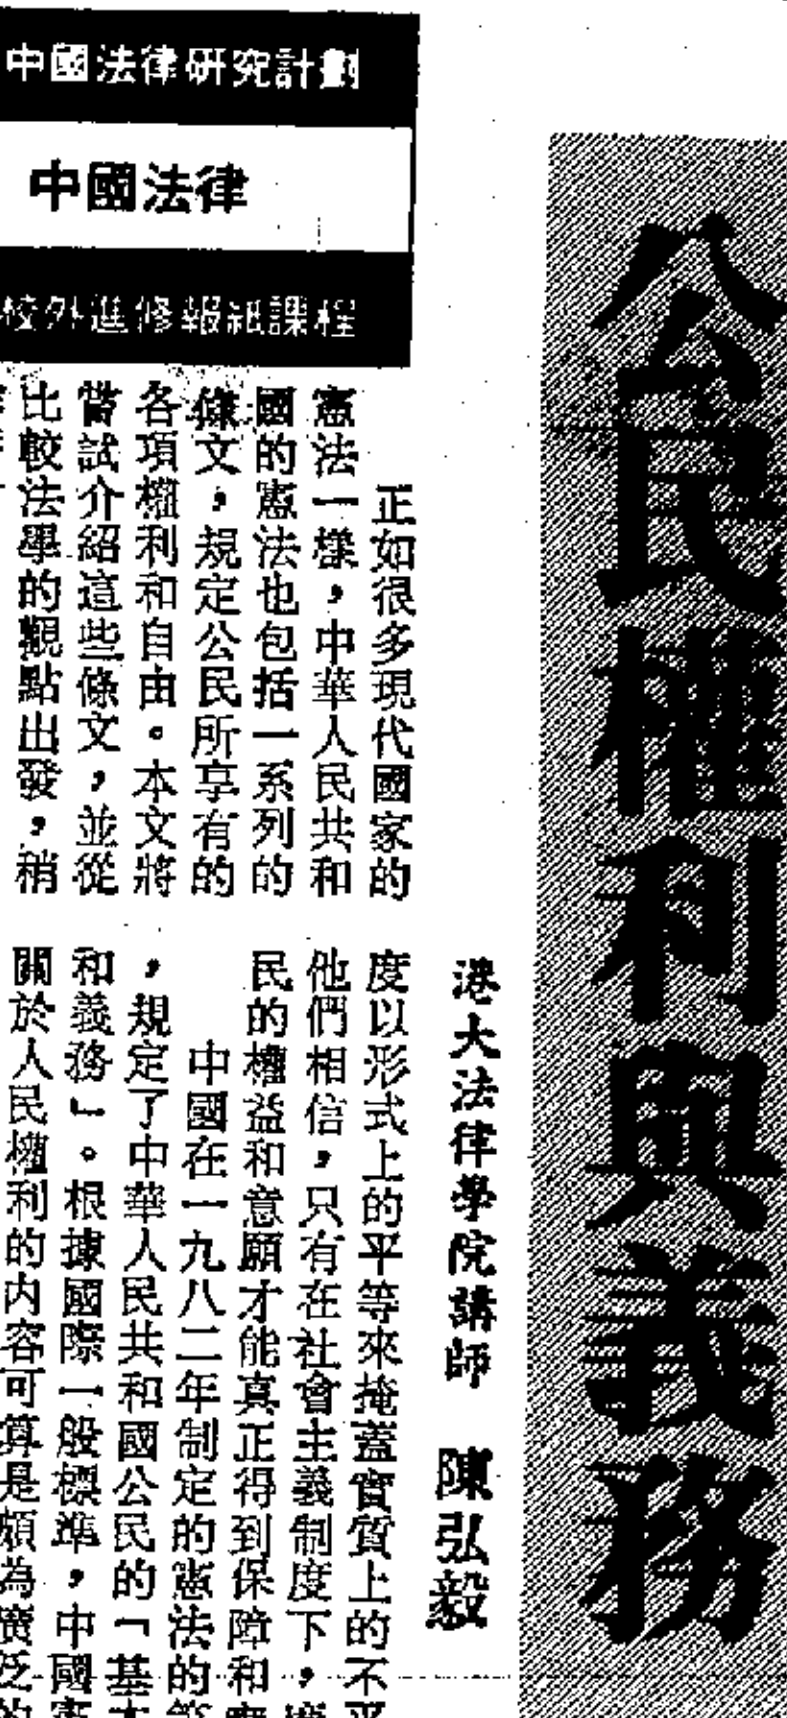 中國法律研究計劃
中國法律
校外進修報紙課程
公民權利與義務
港大法律學院講師 陳弘毅
正如很多現代國家的
憲法一樣，中華人民共和
國的憲法也包括一系列的
條文，規定公民所享有的
各項權利和自由。本文將
嘗試介紹這些條文，並從
比較法學的觀點出發，稍
度以形式上的平等來掩蓋實質上的不平
他們相信，只有在社會主義制度下，廣
民的權益和意願才能真正得到保障和實
中國在一九八二年制定的憲法的第
，規定了中華人民共和國公民的「基本
和義務」。根據國際一般標準，中國憲
關於人民權利的内容可算是頗為廣泛的